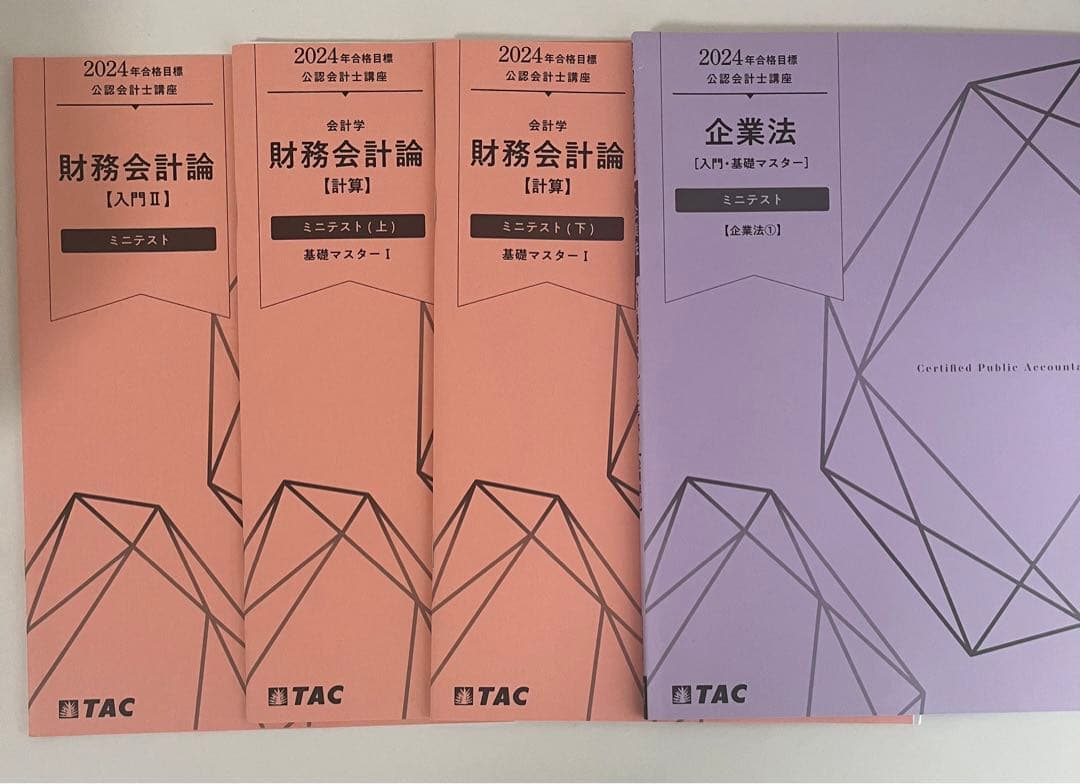 2024年合格目標
公認会計士講座
財務会計論
【入門Ⅱ】
ミニテスト
TAC
2024年合格目標
公認会計士講座
会計学
財務会計論
【計算】
ミニテスト(上)
基礎マスターⅠ
TAC
2024年合格目標
公認会計士講座
会計学
財務会計論
【計算】
ミニテスト(下)
基礎マスターⅠ
TAC
2024年合格目標
公認会計士講座
企業法
[入門・基礎マスター]
ミニテスト
【企業法①】
Certified Public Accounta
TAC